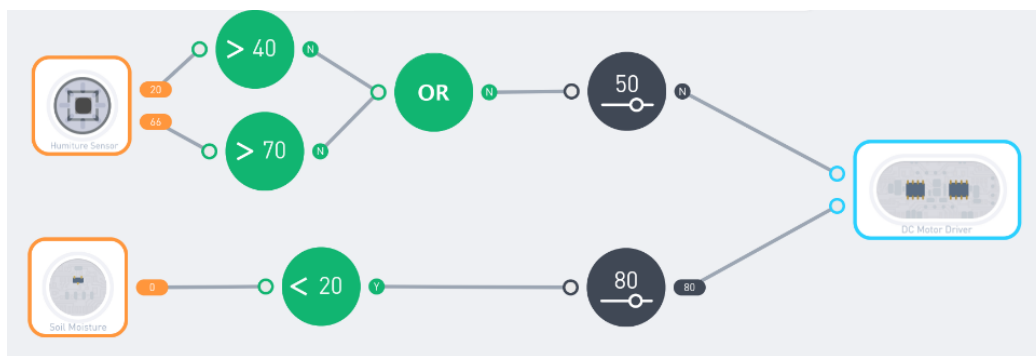 > 40
N
20
66
Humiture Sensor
> 70
N
OR
N
50
N
DC Motor Driver
0
Soil Moisture
< 20
Y
80
80